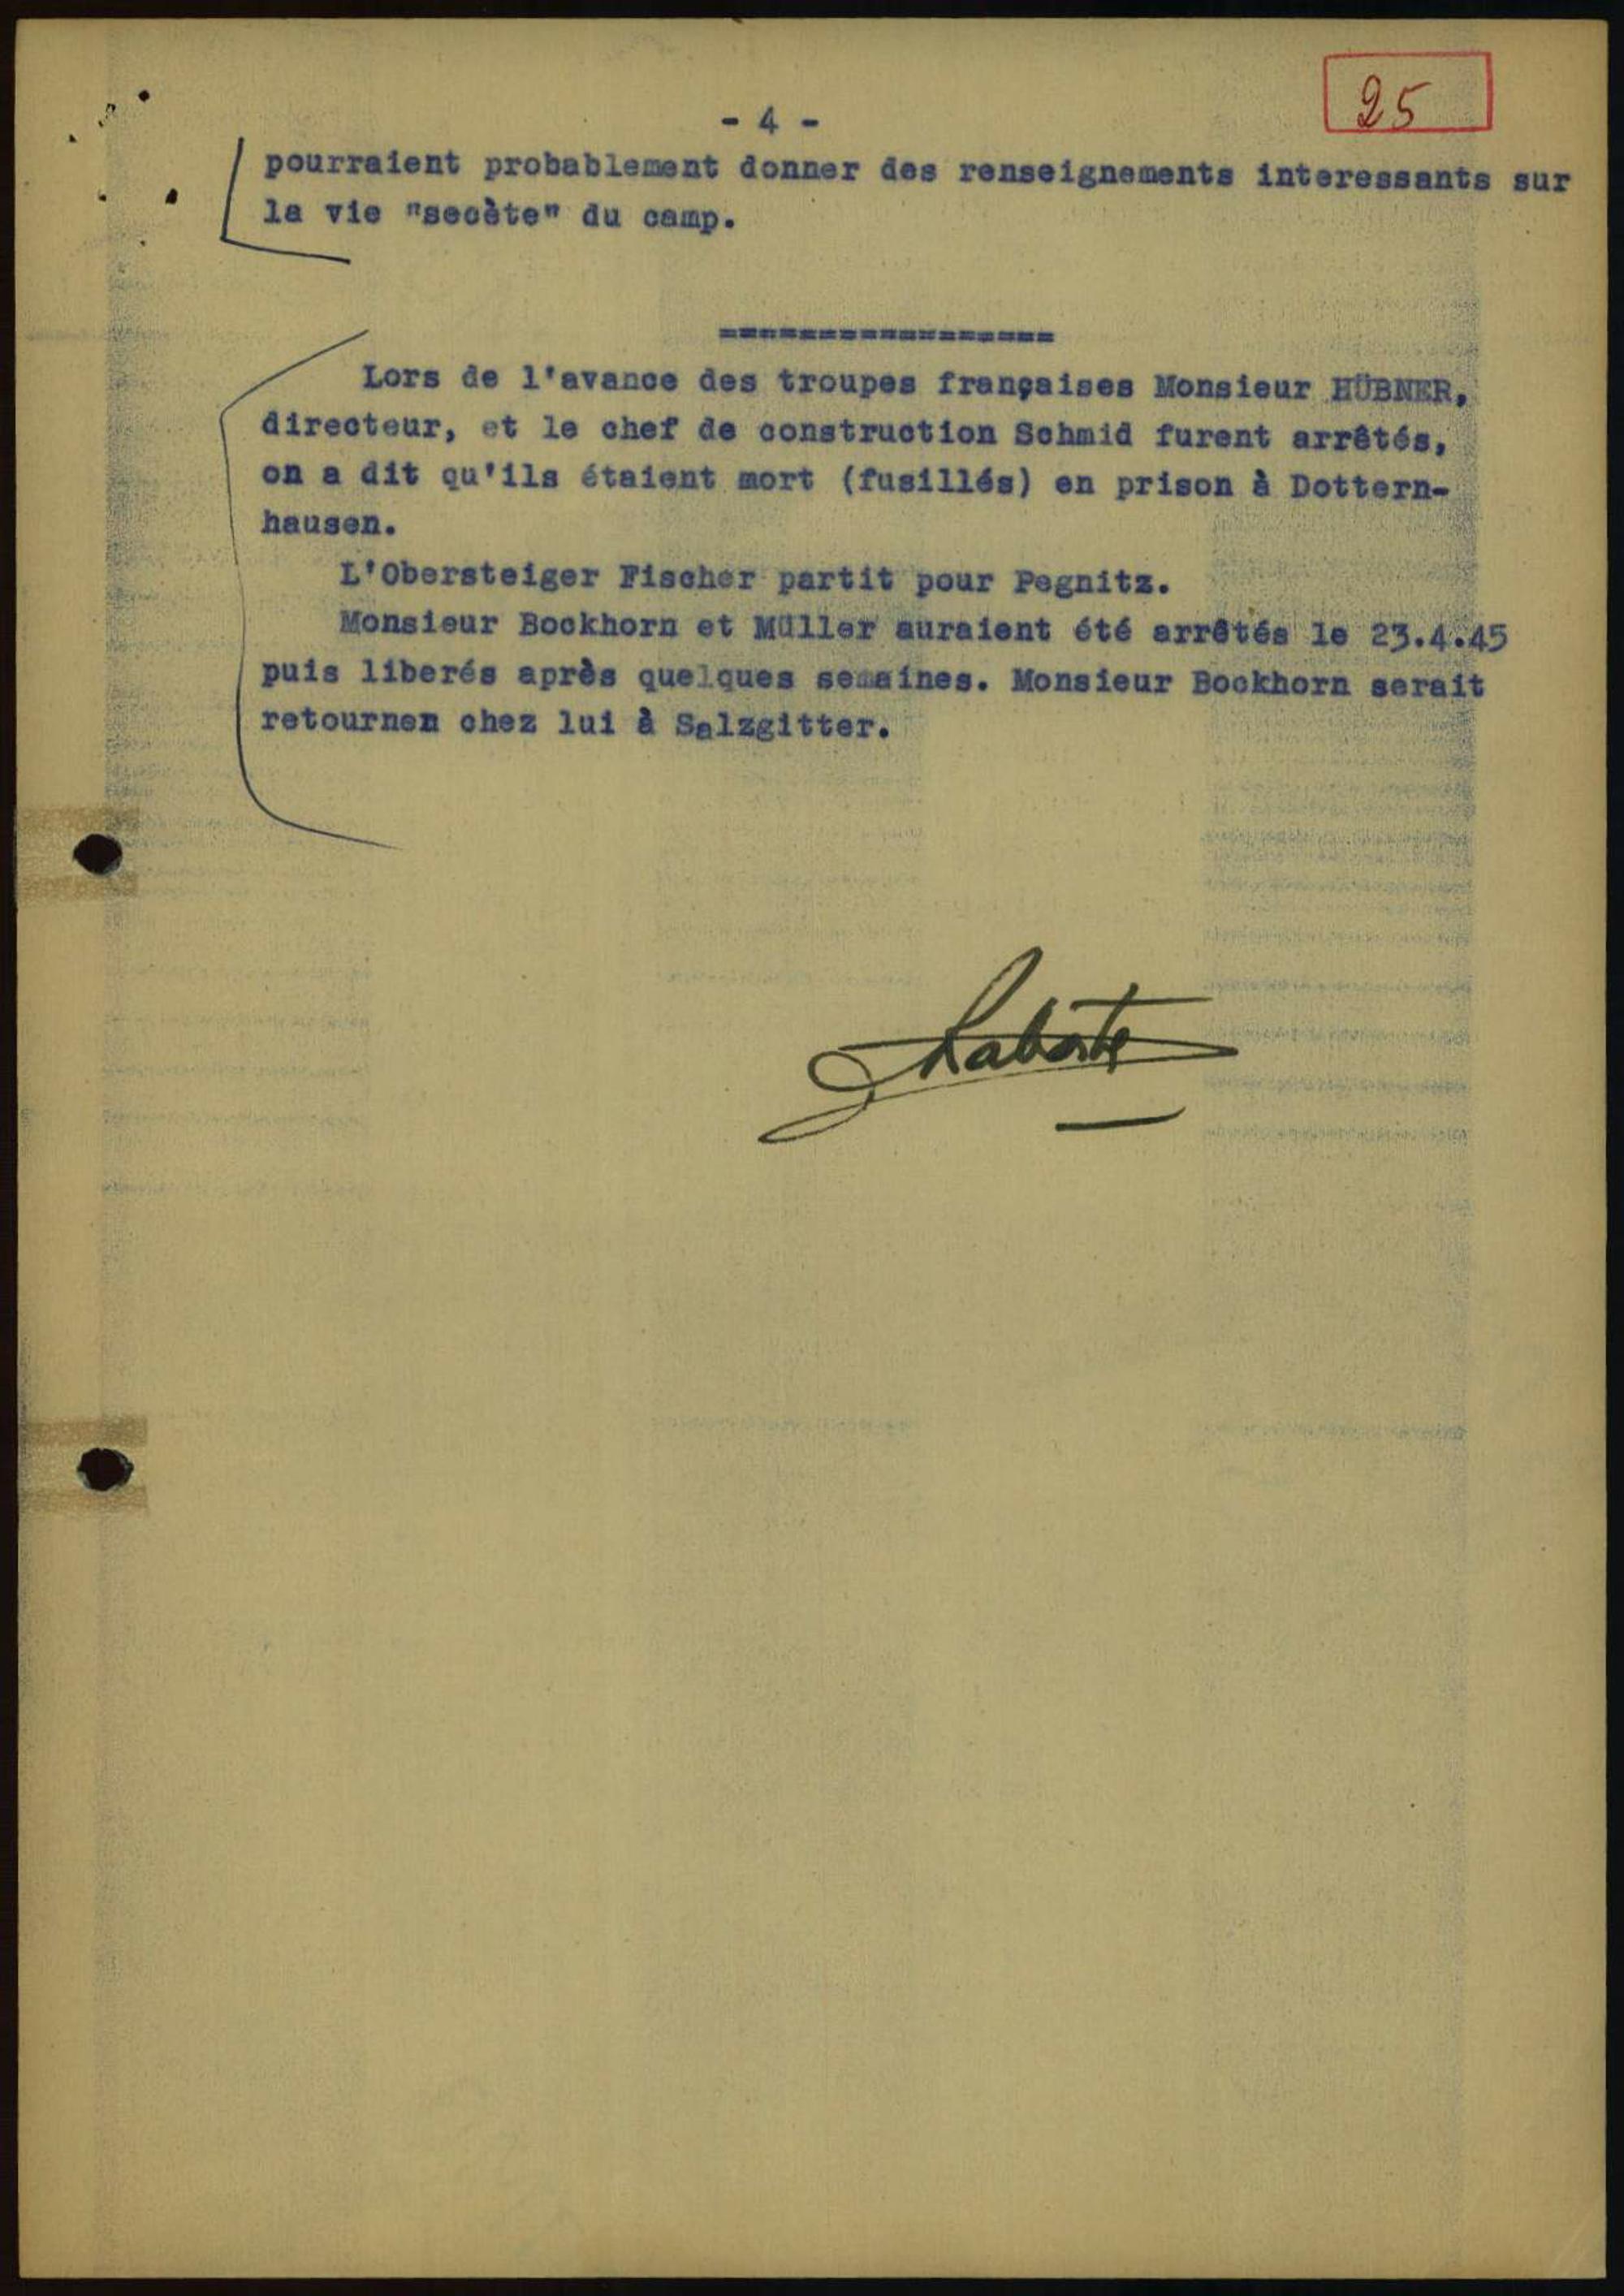 25
- 4 -
pourraient probablement donner des renseignements interessants sur
la vie "secète" du camp.
=================
Lors de l'avance des troupes françaises Monsieur HÜBNER,
directeur, et le chef de construction Schmid furent arrêtés,
on a dit qu'ils étaient mort (fusillés) en prison à Dottern-
hausen.
L'Obersteiger Fischer partit pour Pegnitz.
Monsieur Bockhorn et Müller auraient été arrêtés le 23.4.45
puis liberés après quelques semaines. Monsieur Bockhorn serait
retournen chez lui à Salzgitter.